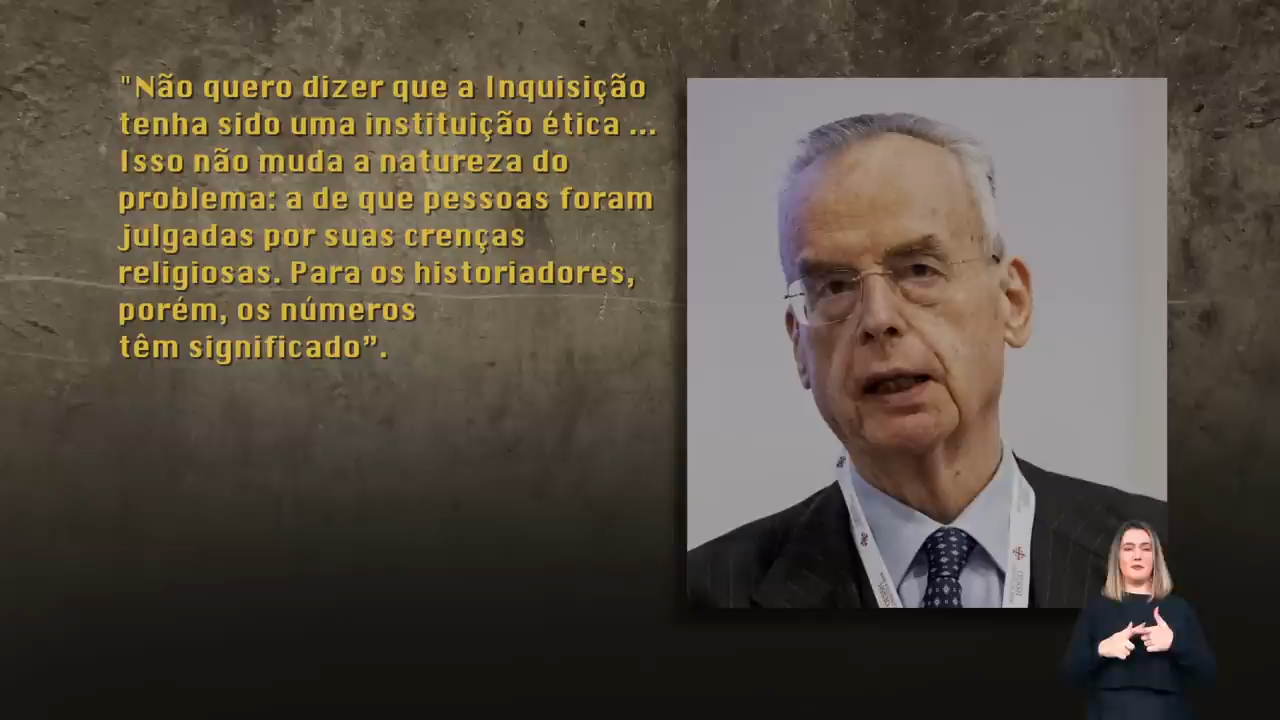 "Não quero dizer que a Inquisição
tenha sido uma instituição ética ...
Isso não muda a natureza do
problema: a de que pessoas foram
julgadas por suas crenças
religiosas. Para os historiadores,
porém, os números
têm significado”.